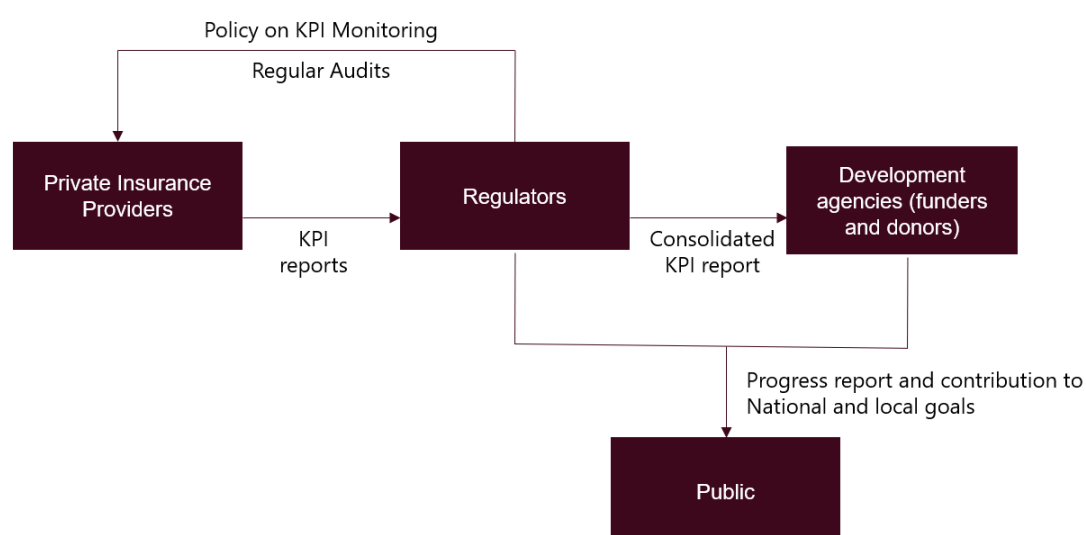 Policy on KPI Monitoring
Regular Audits
Private Insurance
Providers
KPI
reports
Regulators
Consolidated
KPI report
Development
agencies (funders
and donors)
Progress report and contribution to
National and local goals
Public